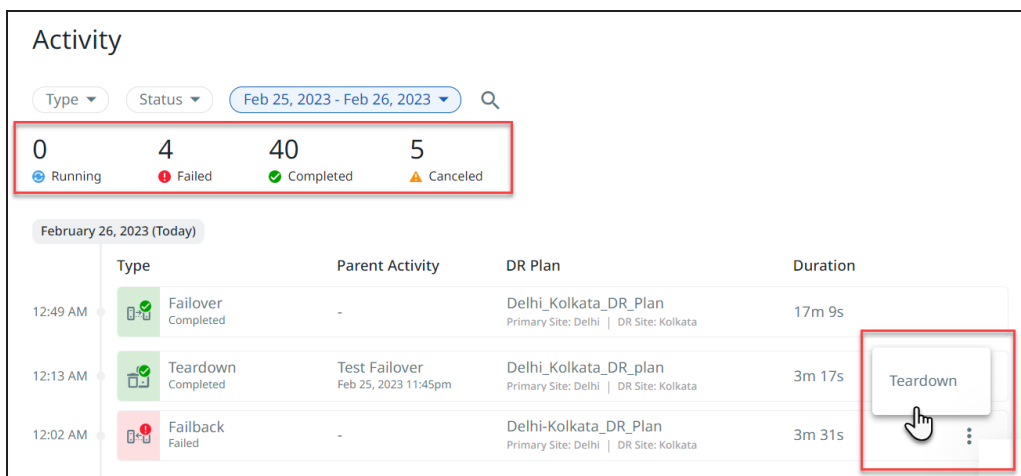 Activity
Type Status Feb 25, 2023 - Feb 26, 2023
0 4 40 5
Running Failed Completed Canceled
February 26, 2023 (Today)
Type Parent Activity DR Plan Duration
12:49 AM Failover Completed - Delhi_Kolkata_DR_Plan Primary Site: Delhi | DR Site: Kolkata 17m 9s
12:13 AM Teardown Completed Test Failover Feb 25, 2023 11:45pm Delhi_Kolkata_DR_plan Primary Site: Delhi | DR Site: Kolkata 3m 17s Teardown
12:02 AM Failback Failed - Delhi-Kolkata_DR_Plan Primary Site: Delhi | DR Site: Kolkata 3m 31s